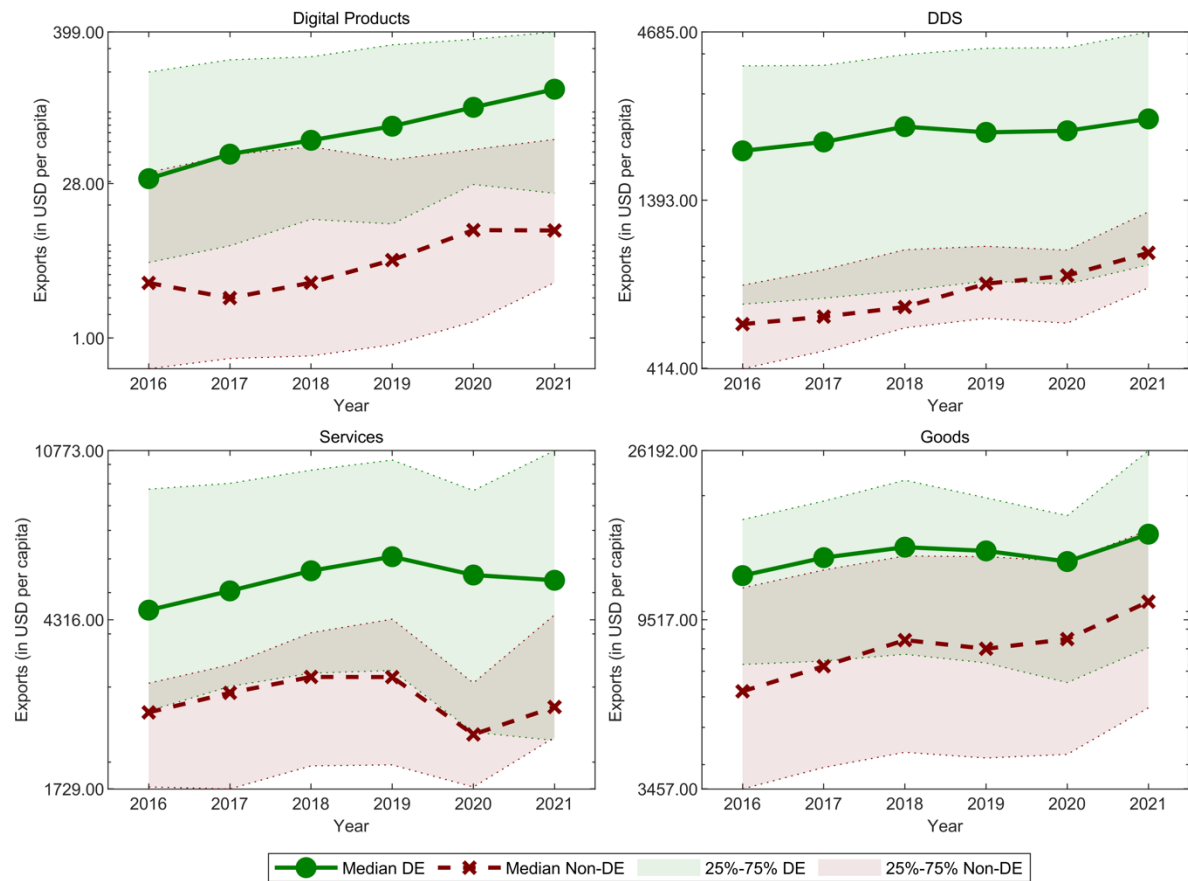 Digital Products
399.00
28.00
1.00
Exports (in USD per capita)
2016 2017 2018 2019 2020 2021
Year
DDS
4685.00
1393.00
414.00
Exports (in USD per capita)
2016 2017 2018 2019 2020 2021
Year
Services
10773.00
4316.00
1729.00
Exports (in USD per capita)
2016 2017 2018 2019 2020 2021
Year
Goods
26192.00
9517.00
3457.00
Exports (in USD per capita)
2016 2017 2018 2019 2020 2021
Year
Median DE Median Non-DE 25%-75% DE 25%-75% Non-DE